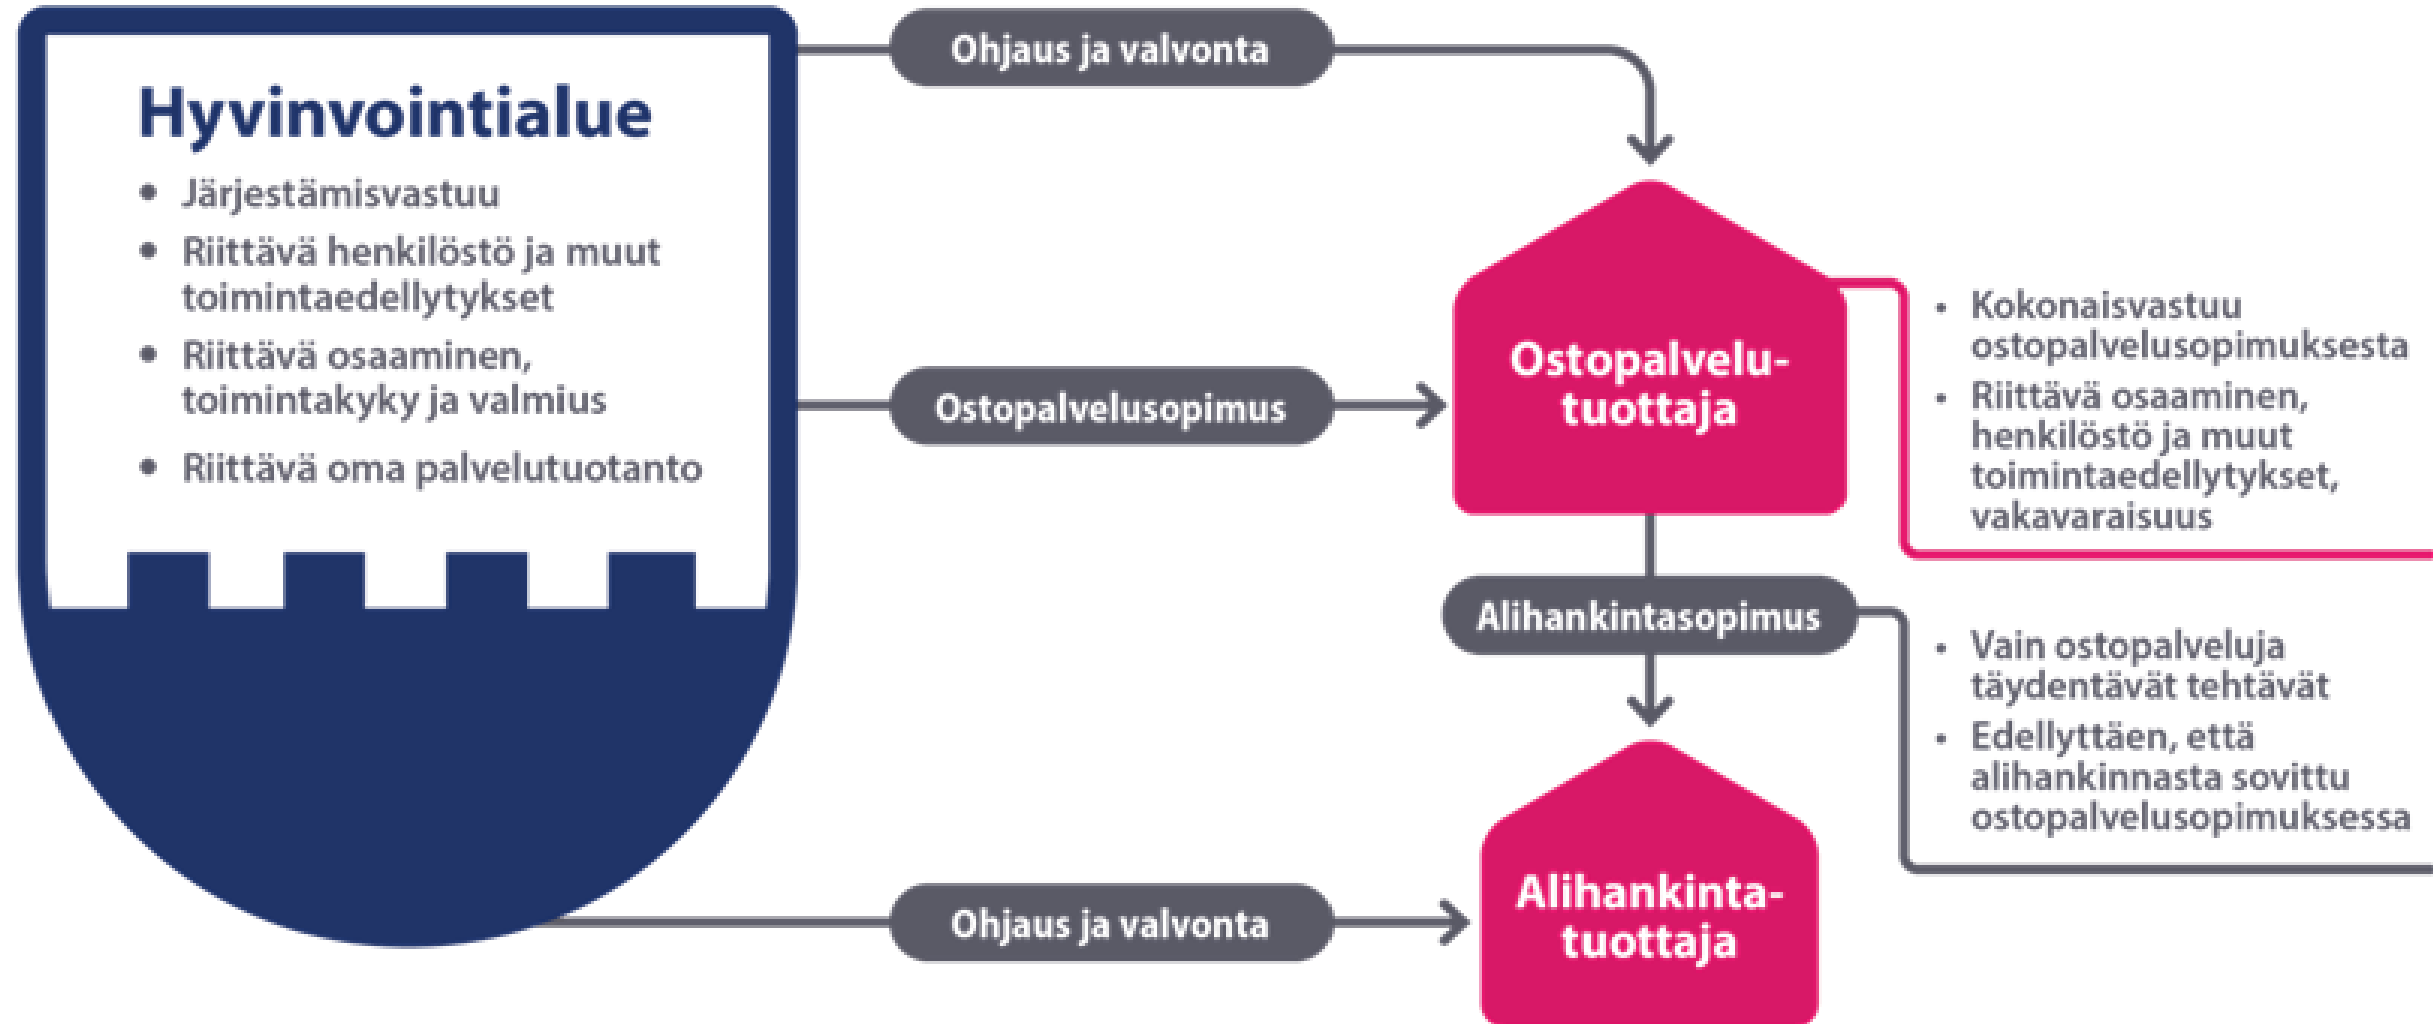 Hyvinvointialue
• Järjestämisvastuu
• Riittävä henkilöstö ja muut
toimintaedellytykset
• Riittävä osaaminen,
toimintakyky ja valmius
• Riittävä oma palvelutuotanto
Ohjaus ja valvonta
Ostopalvelusopimus
Ostopalvelu-
tuottaja
• Kokonaisvastuu
ostopalvelusopimuksesta
• Riittävä osaaminen,
henkilöstö ja muut
toimintaedellytykset,
vakavaraisuus
Alihankintasopimus
• Vain ostopalveluja
täydentävät tehtävät
• Edellyttäen, että
alihankinnasta sovittu
ostopalvelusopimuksessa
Ohjaus ja valvonta
Alihankinta-
tuottaja